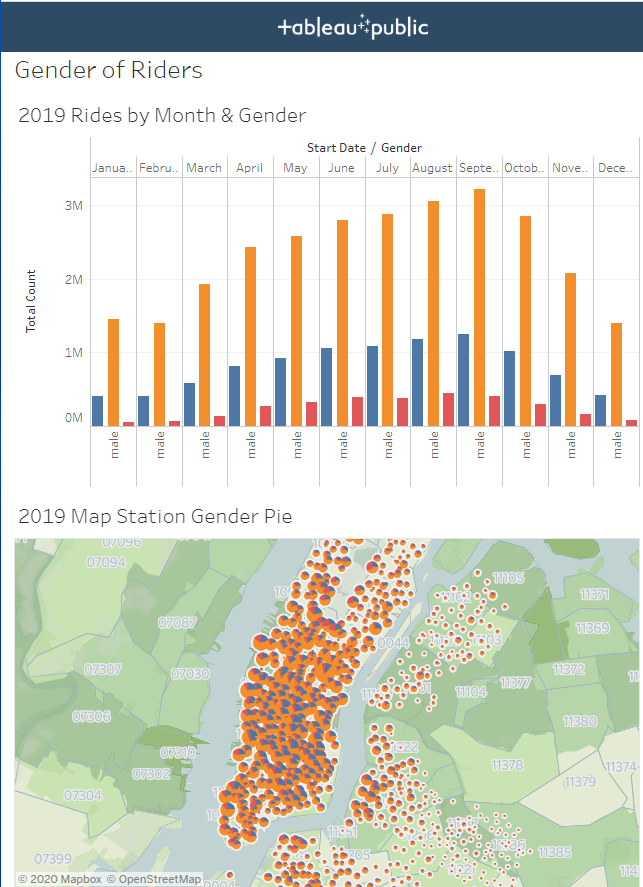 +ableau public
Gender of Riders
2019 Rides by Month & Gender
Start Date / Gender
Janua.. Febru.. March April May June July August Septe.. Octob.. Nove.. Dece..
3M
2M
1M
0M
Total Count
male male male male male male male male male male male male
2019 Map Station Gender Pie
07096
07094
11105
11371
07087
11369
0044
07307
07030
11372
11377
11104
07306
11380
07310
07302
11378
11374
11379
07304
11385
07399
© 2020 Mapbox © OpenStreetMap